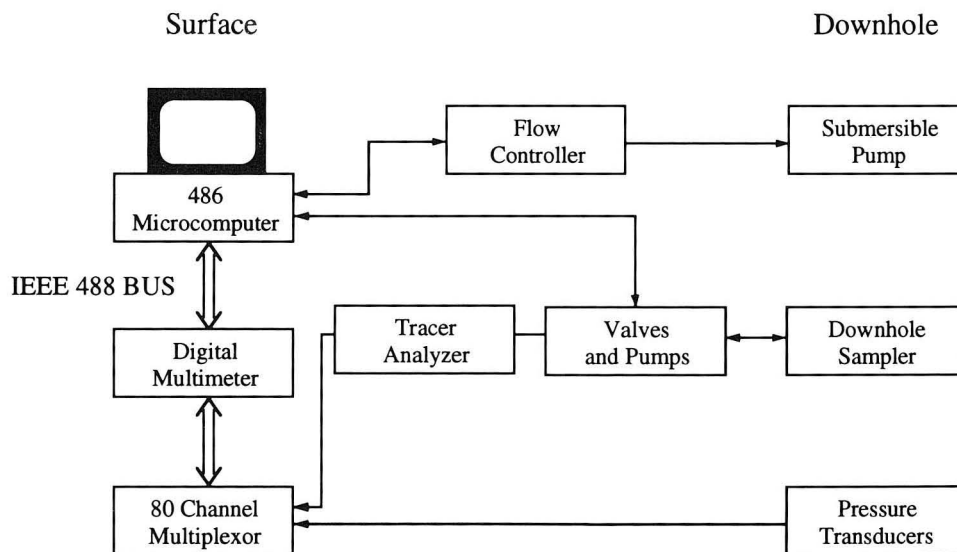 Surface
Downhole
Flow
Controller
Submersible
Pump
486
Microcomputer
IEEE 488 BUS
Tracer
Analyzer
Valves
and Pumps
Downhole
Sampler
Digital
Multimeter
80 Channel
Multiplexor
Pressure
Transducers